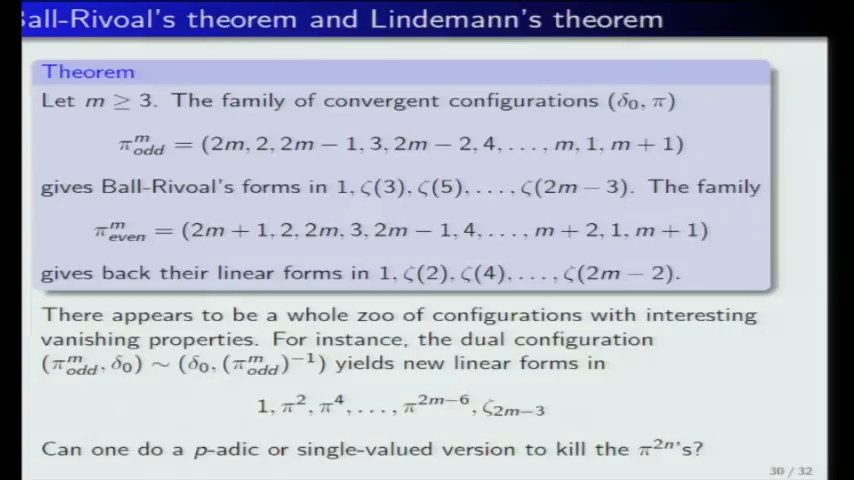 Ball-Rivoal's theorem and Lindemann's theorem
Theorem
Let m ≥ 3. The family of convergent configurations (δ₀, π)
π^m_odd = (2m, 2, 2m − 1, 3, 2m − 2, 4, . . . , m, 1, m + 1)
gives Ball-Rivoal's forms in 1, ζ(3), ζ(5), . . . , ζ(2m − 3). The family
π^m_even = (2m + 1, 2, 2m, 3, 2m − 1, 4, . . . , m + 2, 1, m + 1)
gives back their linear forms in 1, ζ(2), ζ(4), . . . , ζ(2m − 2).
There appears to be a whole zoo of configurations with interesting
vanishing properties. For instance, the dual configuration
(π^m_odd, δ₀) ∼ (δ₀, (π^m_odd)^−1) yields new linear forms in
1, π^2, π^4, . . . , π^2m−6, ζ_2m−3
Can one do a p-adic or single-valued version to kill the π^2n's?
30 / 32